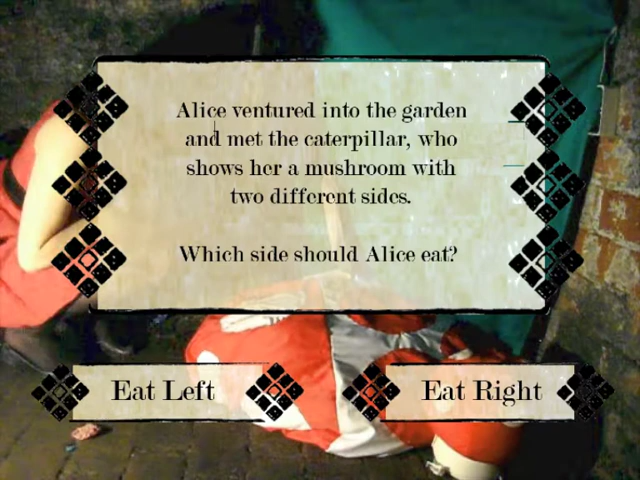 Alice ventured into the garden
and met the caterpillar, who
shows her a mushroom with
two different sides.
Which side should Alice eat?
Eat Left
Eat Right